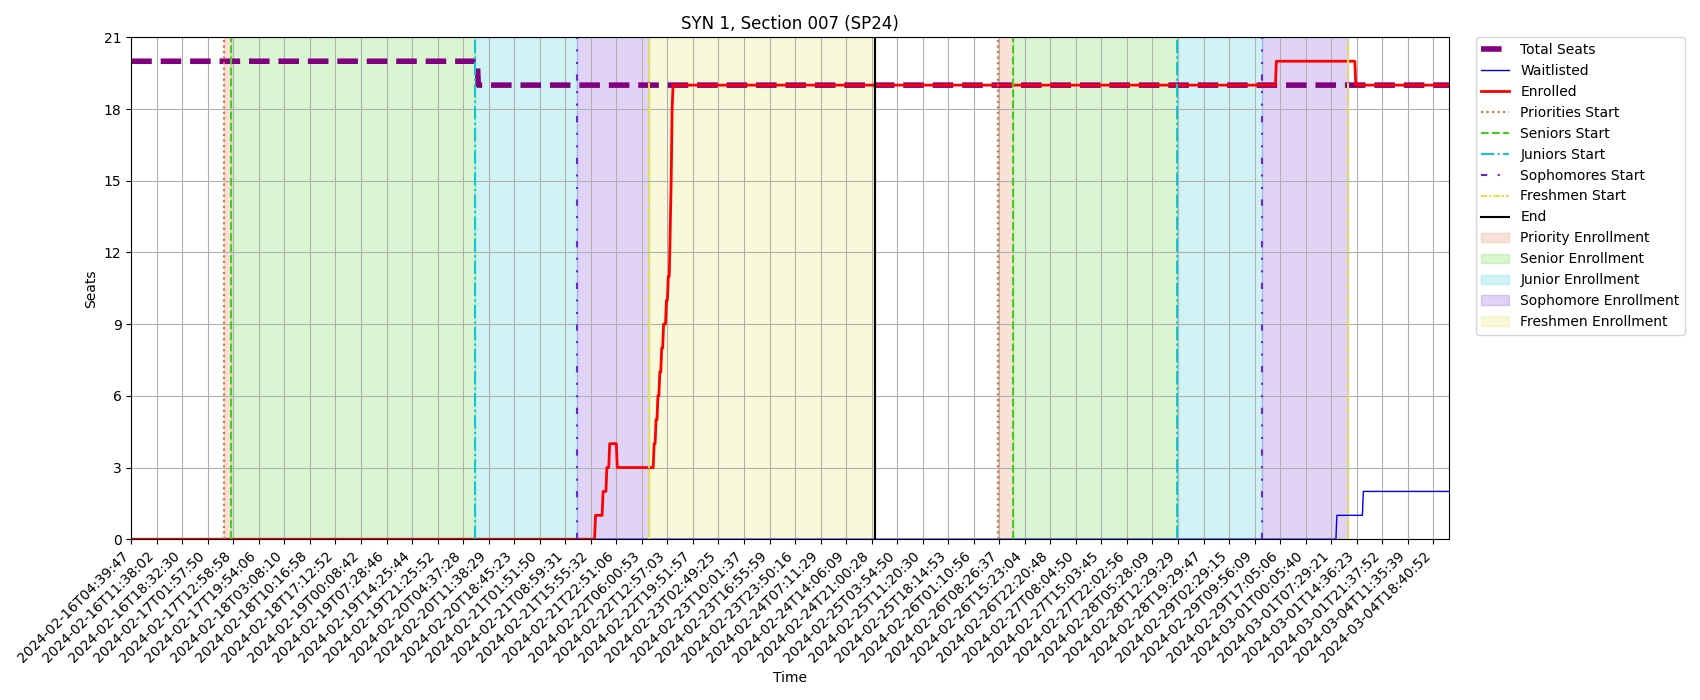 SYN 1, Section 007 (SP24)
Seats
21
18
15
12
9
6
3
0
2024-02-16T04:39:47
2024-02-16T11:38:02
2024-02-16T18:32:30
2024-02-17T01:57:50
2024-02-17T12:58:58
2024-02-17T19:54:06
2024-02-18T03:08:10
2024-02-18T10:16:58
2024-02-18T17:12:52
2024-02-19T00:08:42
2024-02-19T07:28:46
2024-02-19T14:25:44
2024-02-19T21:25:52
2024-02-20T04:37:28
2024-02-20T11:38:29
2024-02-20T18:45:23
2024-02-21T01:51:50
2024-02-21T08:59:31
2024-02-21T15:55:32
2024-02-21T22:51:06
2024-02-22T06:00:53
2024-02-22T12:57:03
2024-02-22T19:51:57
2024-02-23T02:49:25
2024-02-23T10:01:37
2024-02-23T16:55:59
2024-02-23T23:50:16
2024-02-24T07:11:29
2024-02-24T14:06:09
2024-02-24T21:00:28
2024-02-25T03:54:50
2024-02-25T11:20:30
2024-02-25T18:14:53
2024-02-26T01:10:56
2024-02-26T08:26:37
2024-02-26T15:23:04
2024-02-26T22:20:48
2024-02-27T08:04:50
2024-02-27T15:03:45
2024-02-27T22:02:56
2024-02-28T05:28:09
2024-02-28T12:29:29
2024-02-28T19:29:47
2024-02-29T02:29:15
2024-02-29T09:56:09
2024-02-29T17:05:06
2024-03-01T00:05:40
2024-03-01T07:29:21
2024-03-01T14:36:23
2024-03-01T21:37:52
2024-03-04T11:35:39
2024-03-04T18:40:52
Time
Total Seats
Waitlisted
Enrolled
Priorities Start
Seniors Start
Juniors Start
Sophomores Start
Freshmen Start
End
Priority Enrollment
Senior Enrollment
Junior Enrollment
Sophomore Enrollment
Freshmen Enrollment